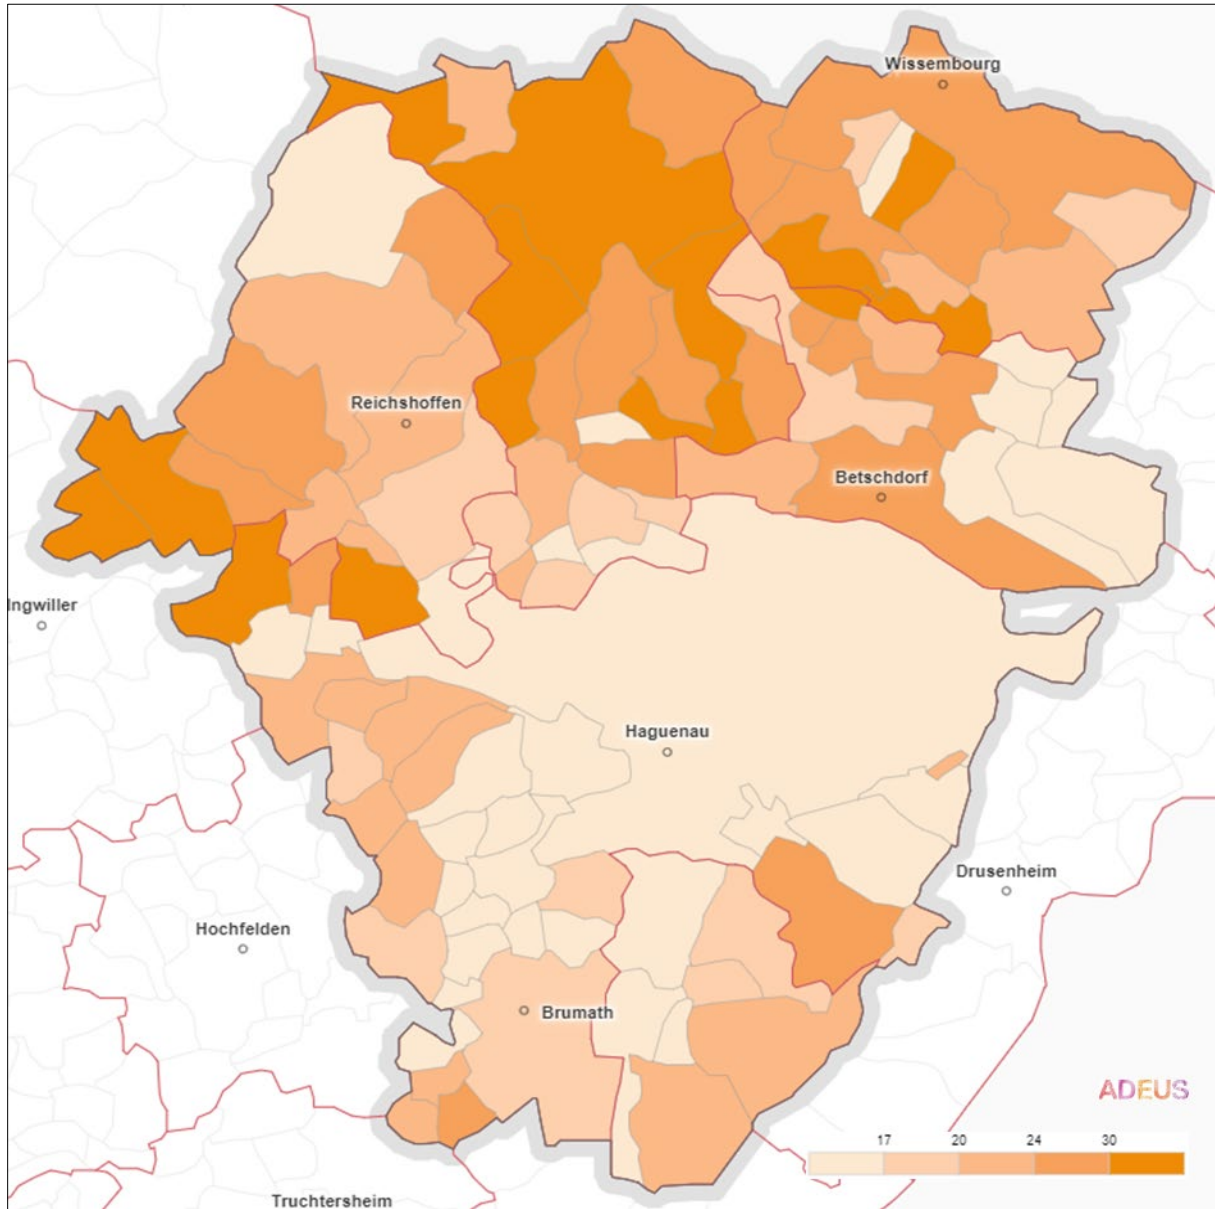 Wissembourg
Reichshoffen
Betschdorf
Ingwiller
Haguenau
Drusenheim
Hochfelden
Brumath
ADEUS
17 20 24 30
Truchtersheim